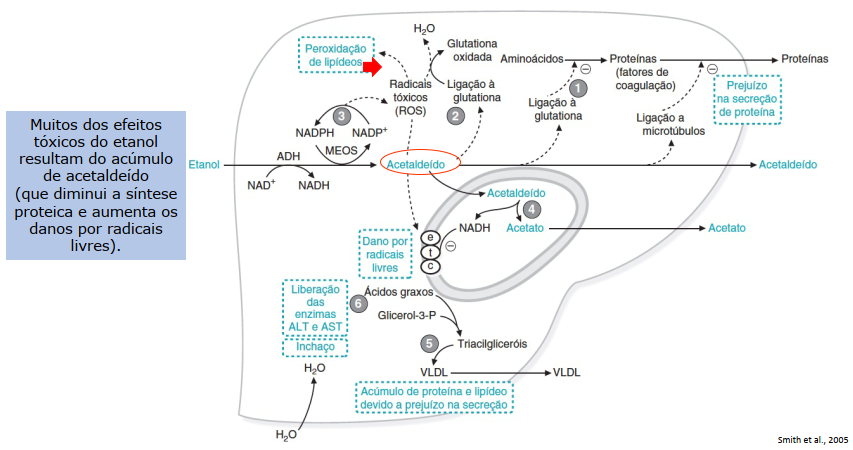 Muitos dos efeitos
tóxicos do etanol
resultam do acúmulo
de acetaldeído
(que diminui a síntese
proteica e aumenta os
danos por radicais
livres).
H₂O
Peroxidação
de lipídeos
Glutationa
oxidada
Aminoácidos
Proteínas
(fatores de
coagulação)
Proteínas
Radicais
tóxicos
(ROS)
Ligação à
glutationa
2
1
Ligação à
glutationa
Ligação a
microtúbulos
Prejuízo
na secreção
de proteína
3
NADPH
NADP⁺
MEOS
Etanol
ADH
NAD⁺
NADH
Acetaldeído
Acetaldeído
Acetaldeído
4
NADH
Acetato
Acetato
e
t
c
Dano por
radicais
livres
Liberação
das
enzimas
ALT e AST
Inchaço
6
Ácidos graxos
Glicerol-3-P
5
Triacilgliceróis
VLDL
VLDL
H₂O
H₂O
Acúmulo de proteína e lipídeo
devido a prejuízo na secreção
Smith et al., 2005